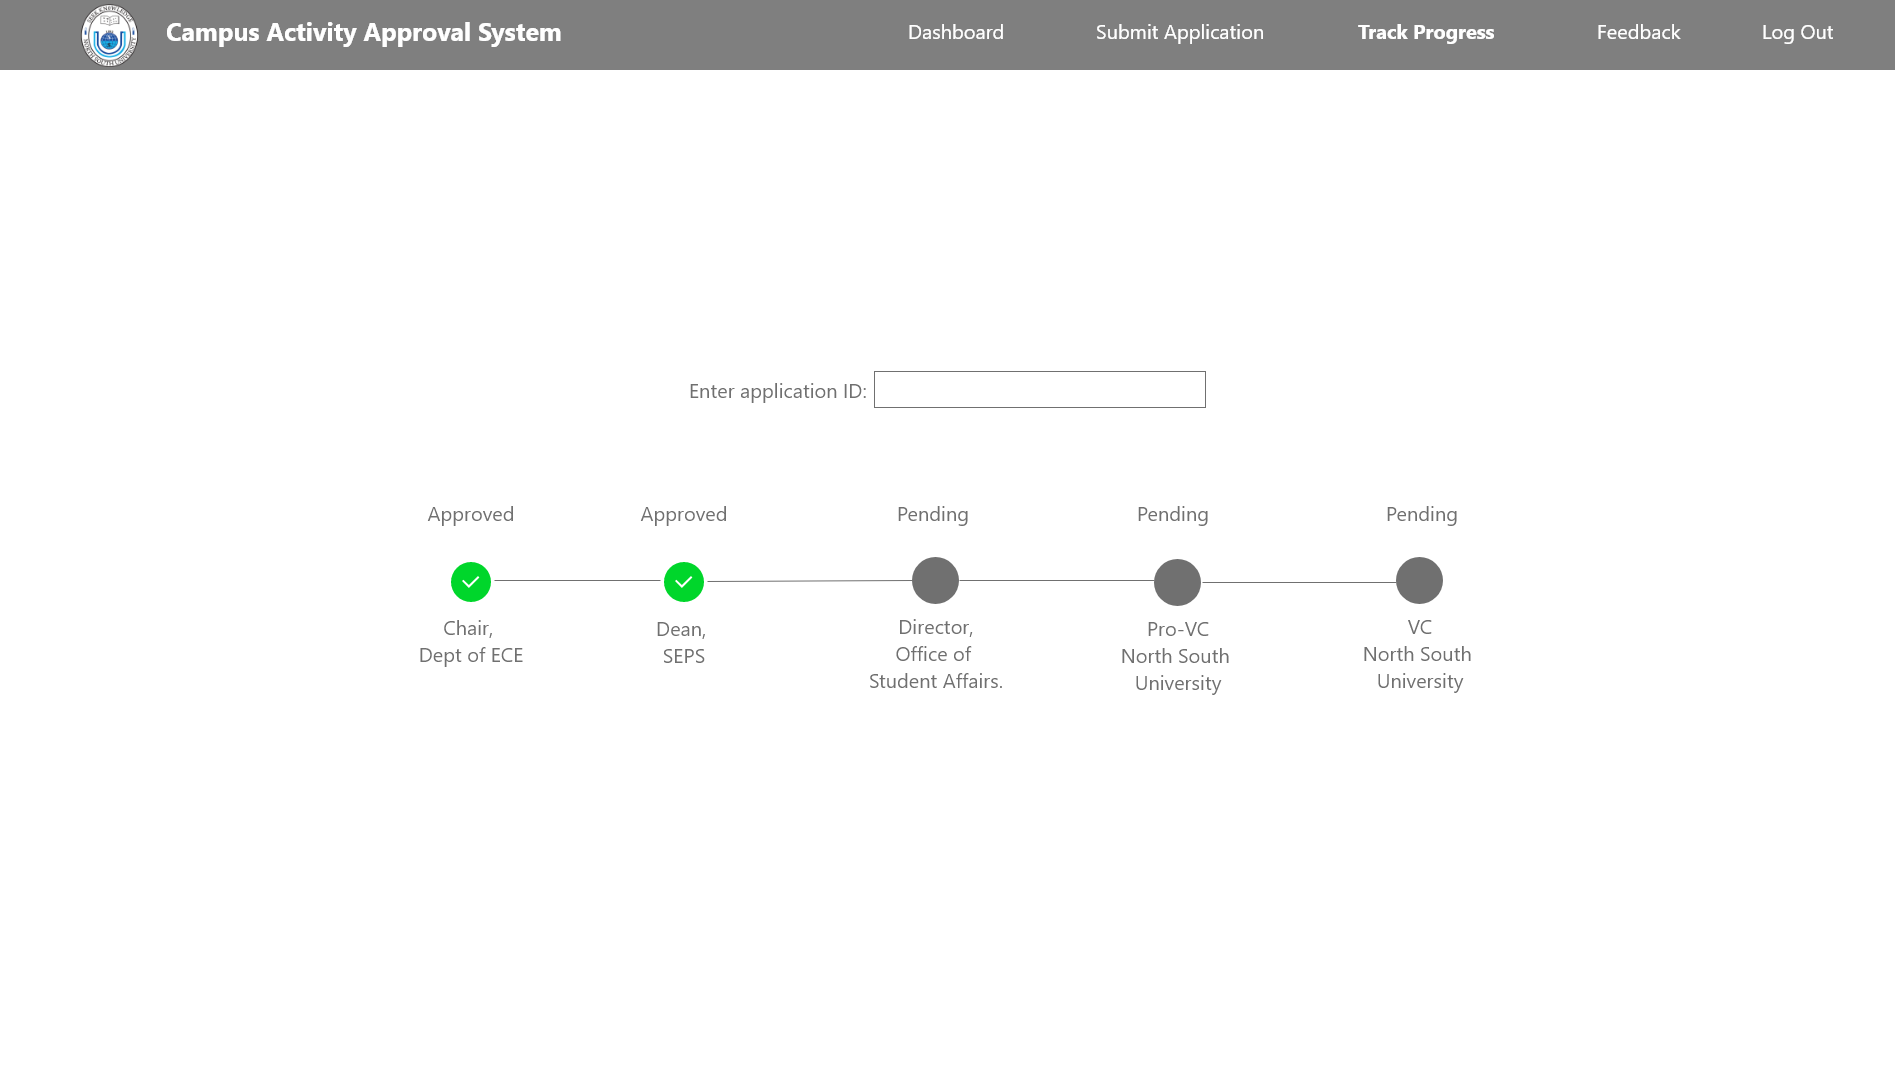 Campus Activity Approval System
Dashboard
Submit Application
Track Progress
Feedback
Log Out
Enter application ID:
Approved
Approved
Pending
Pending
Pending
Chair,
Dept of ECE
Dean,
SEPS
Director,
Office of
Student Affairs.
Pro-VC
North South
University
VC
North South
University